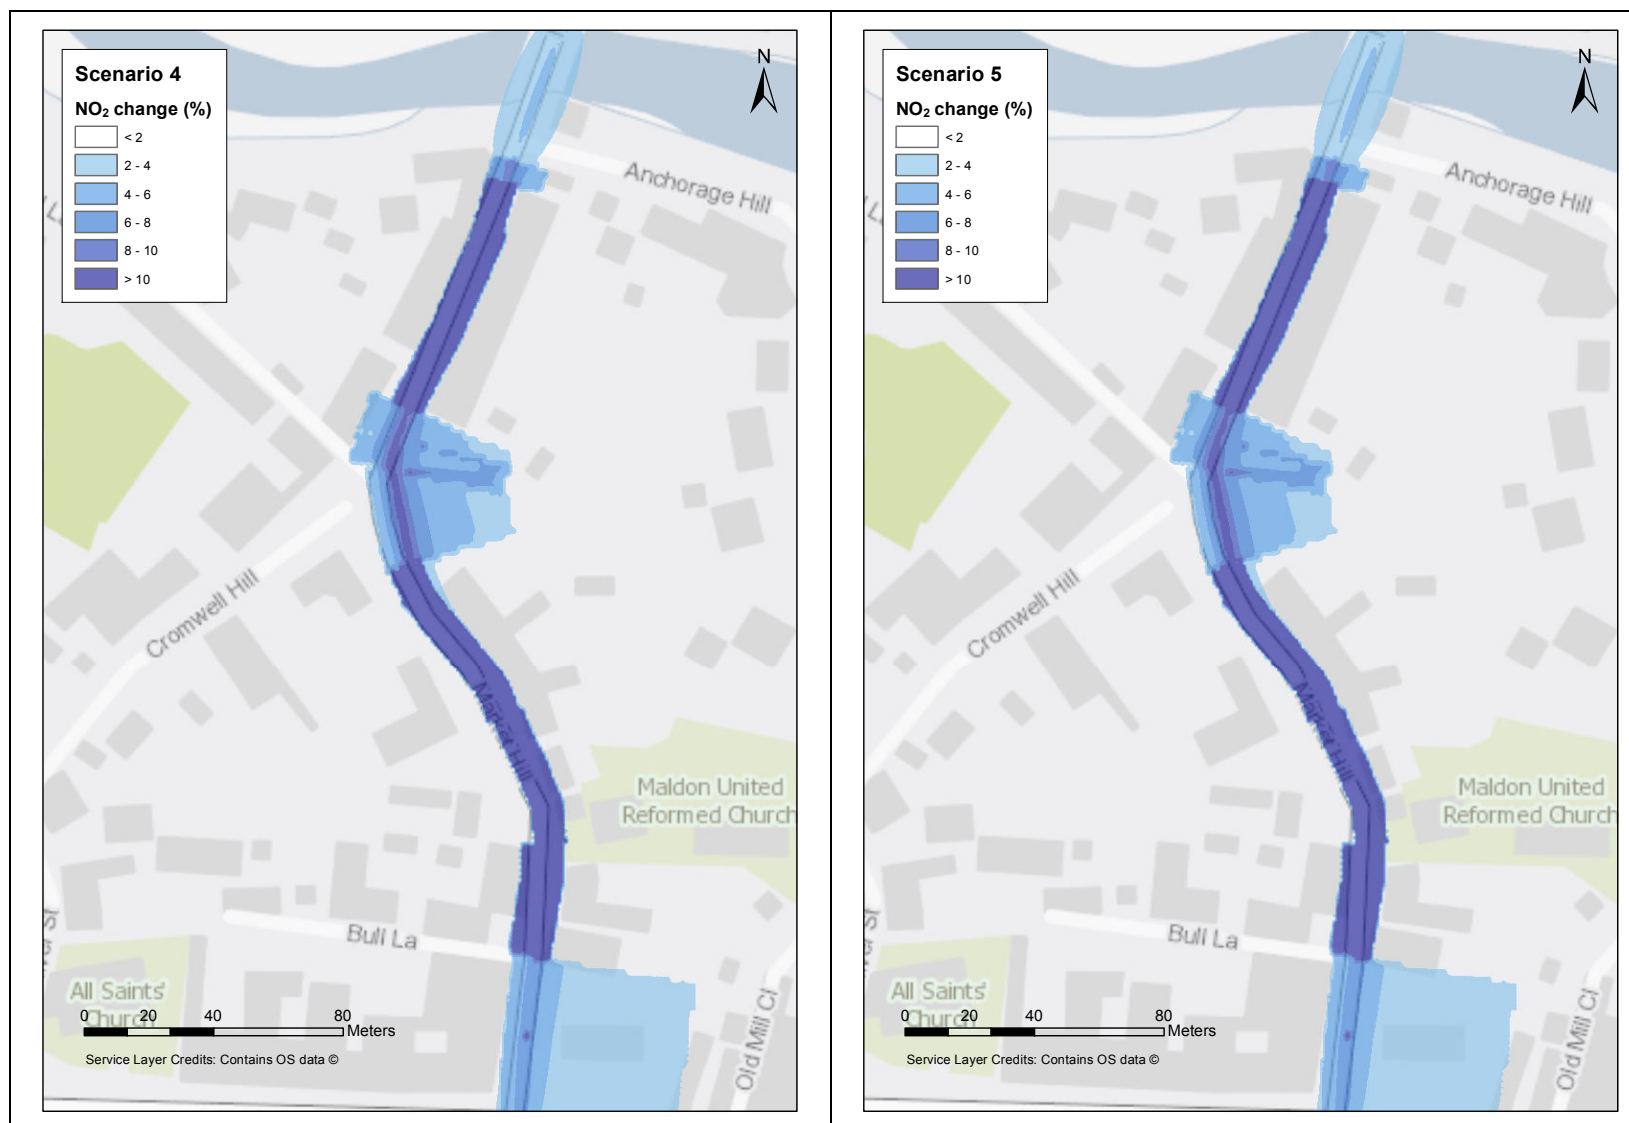 Scenario 4
NO₂ change (%)
< 2
2 - 4
4 - 6
6 - 8
8 - 10
> 10
N
Anchorage Hill
Cromwell Hill
Market Hill
Maldon United
Reformed Church
Bull La
All Saints'
Church
Old Mill Cl
0 20 40 80
Meters
Service Layer Credits: Contains OS data ©
Scenario 5
NO₂ change (%)
< 2
2 - 4
4 - 6
6 - 8
8 - 10
> 10
N
Anchorage Hill
Cromwell Hill
Market Hill
Maldon United
Reformed Church
Bull La
All Saints'
Church
Old Mill Cl
0 20 40 80
Meters
Service Layer Credits: Contains OS data ©